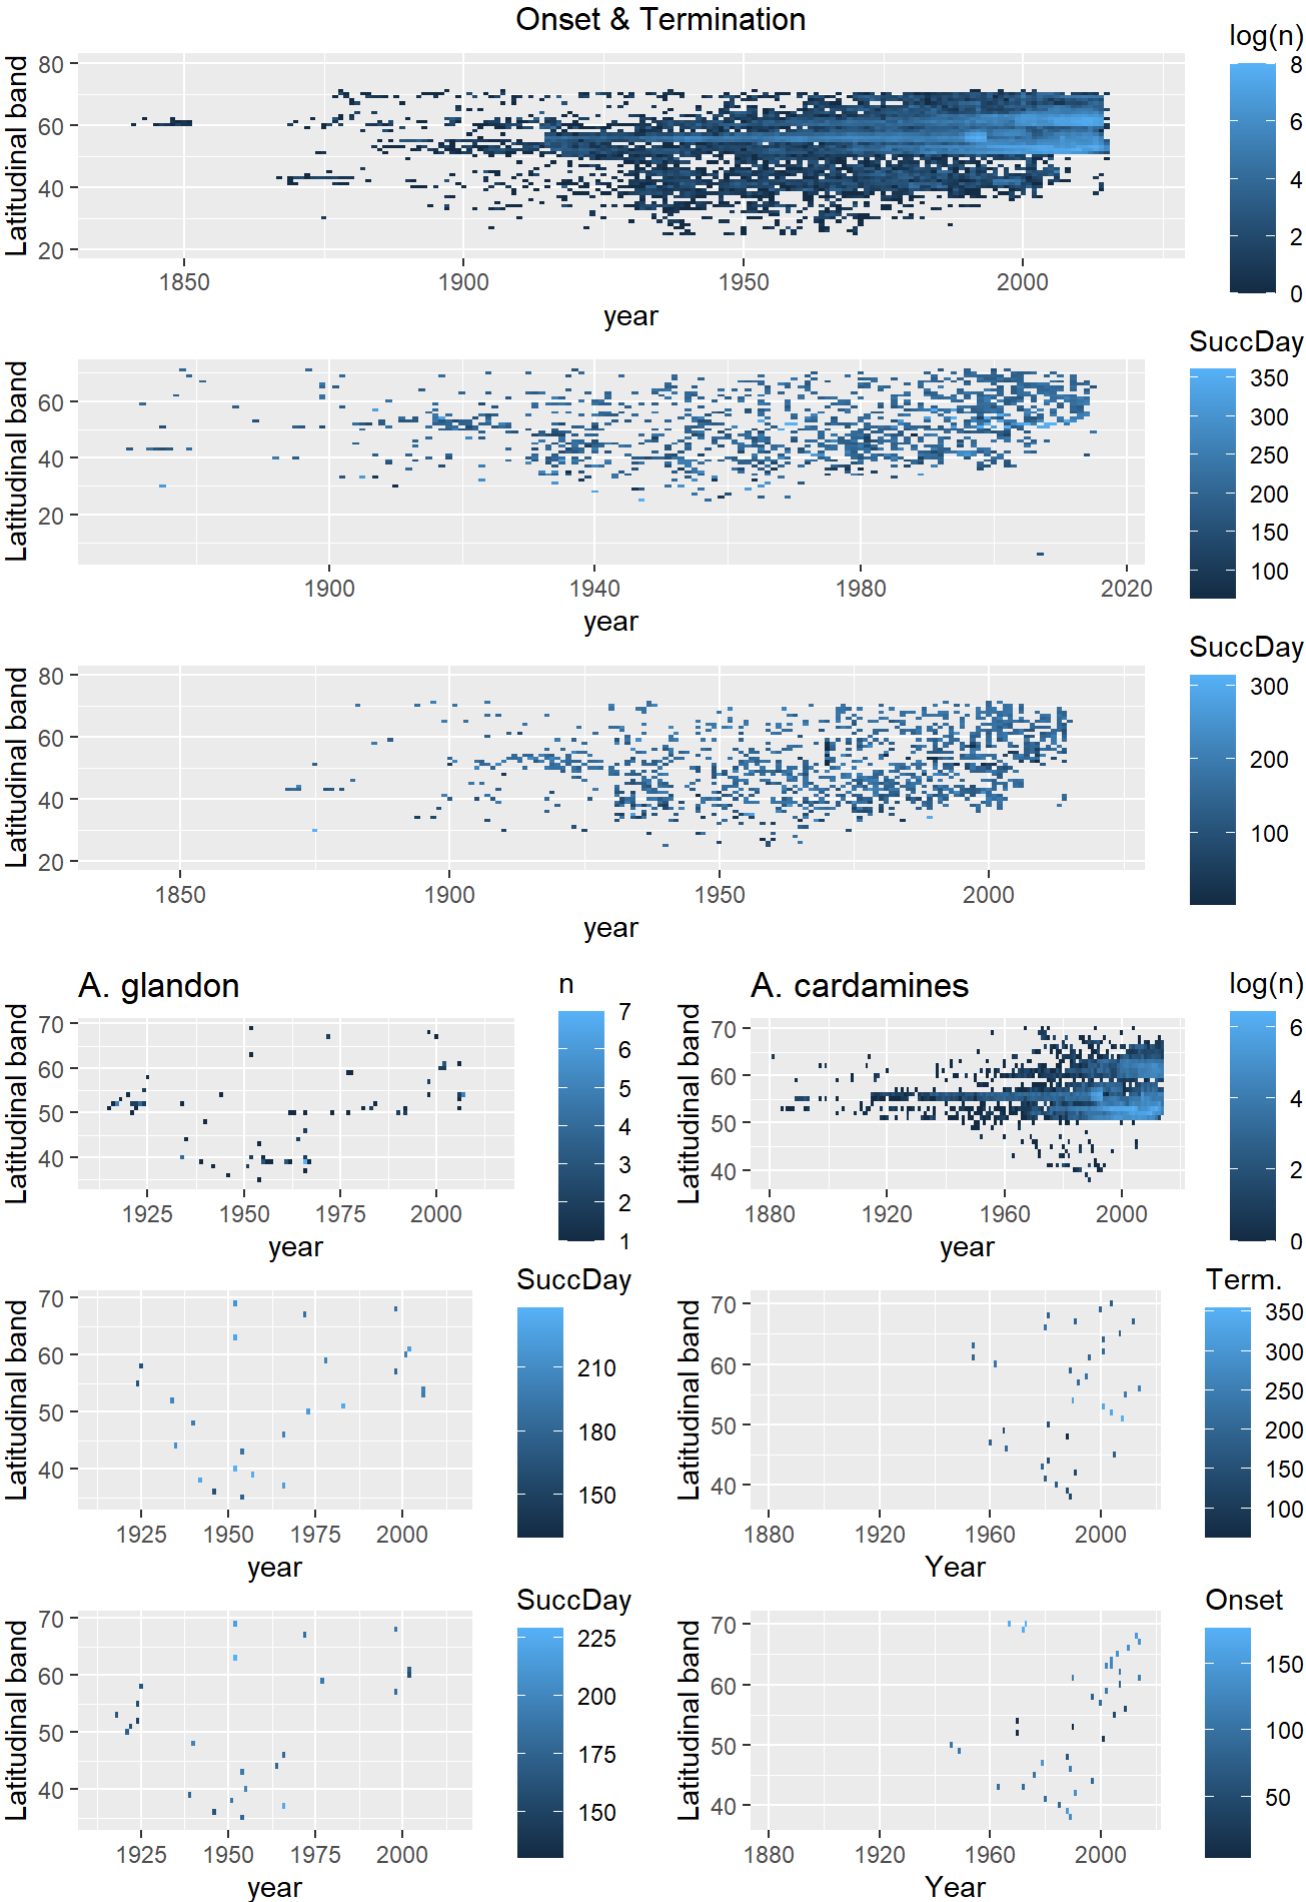 Onset & Termination
log(n)
Latitudinal band
80
60
40
20
8
6
4
2
0
1850 1900 1950 2000
year
SuccDay
Latitudinal band
60
40
20
350
300
250
200
150
100
1900 1940 1980 2020
year
SuccDay
Latitudinal band
80
60
40
20
300
200
100
1850 1900 1950 2000
year
A. glandon
n
Latitudinal band
70
60
50
40
7
6
5
4
3
2
1
1925 1950 1975 2000
year
A. cardamines
log(n)
Latitudinal band
70
60
50
40
6
4
2
0
1880 1920 1960 2000
year
SuccDay
Latitudinal band
70
60
50
40
210
180
150
1925 1950 1975 2000
year
Term.
Latitudinal band
70
60
50
40
350
300
250
200
150
100
1880 1920 1960 2000
Year
SuccDay
Latitudinal band
70
60
50
40
225
200
175
150
1925 1950 1975 2000
year
Onset
Latitudinal band
70
60
50
40
150
100
50
1880 1920 1960 2000
Year